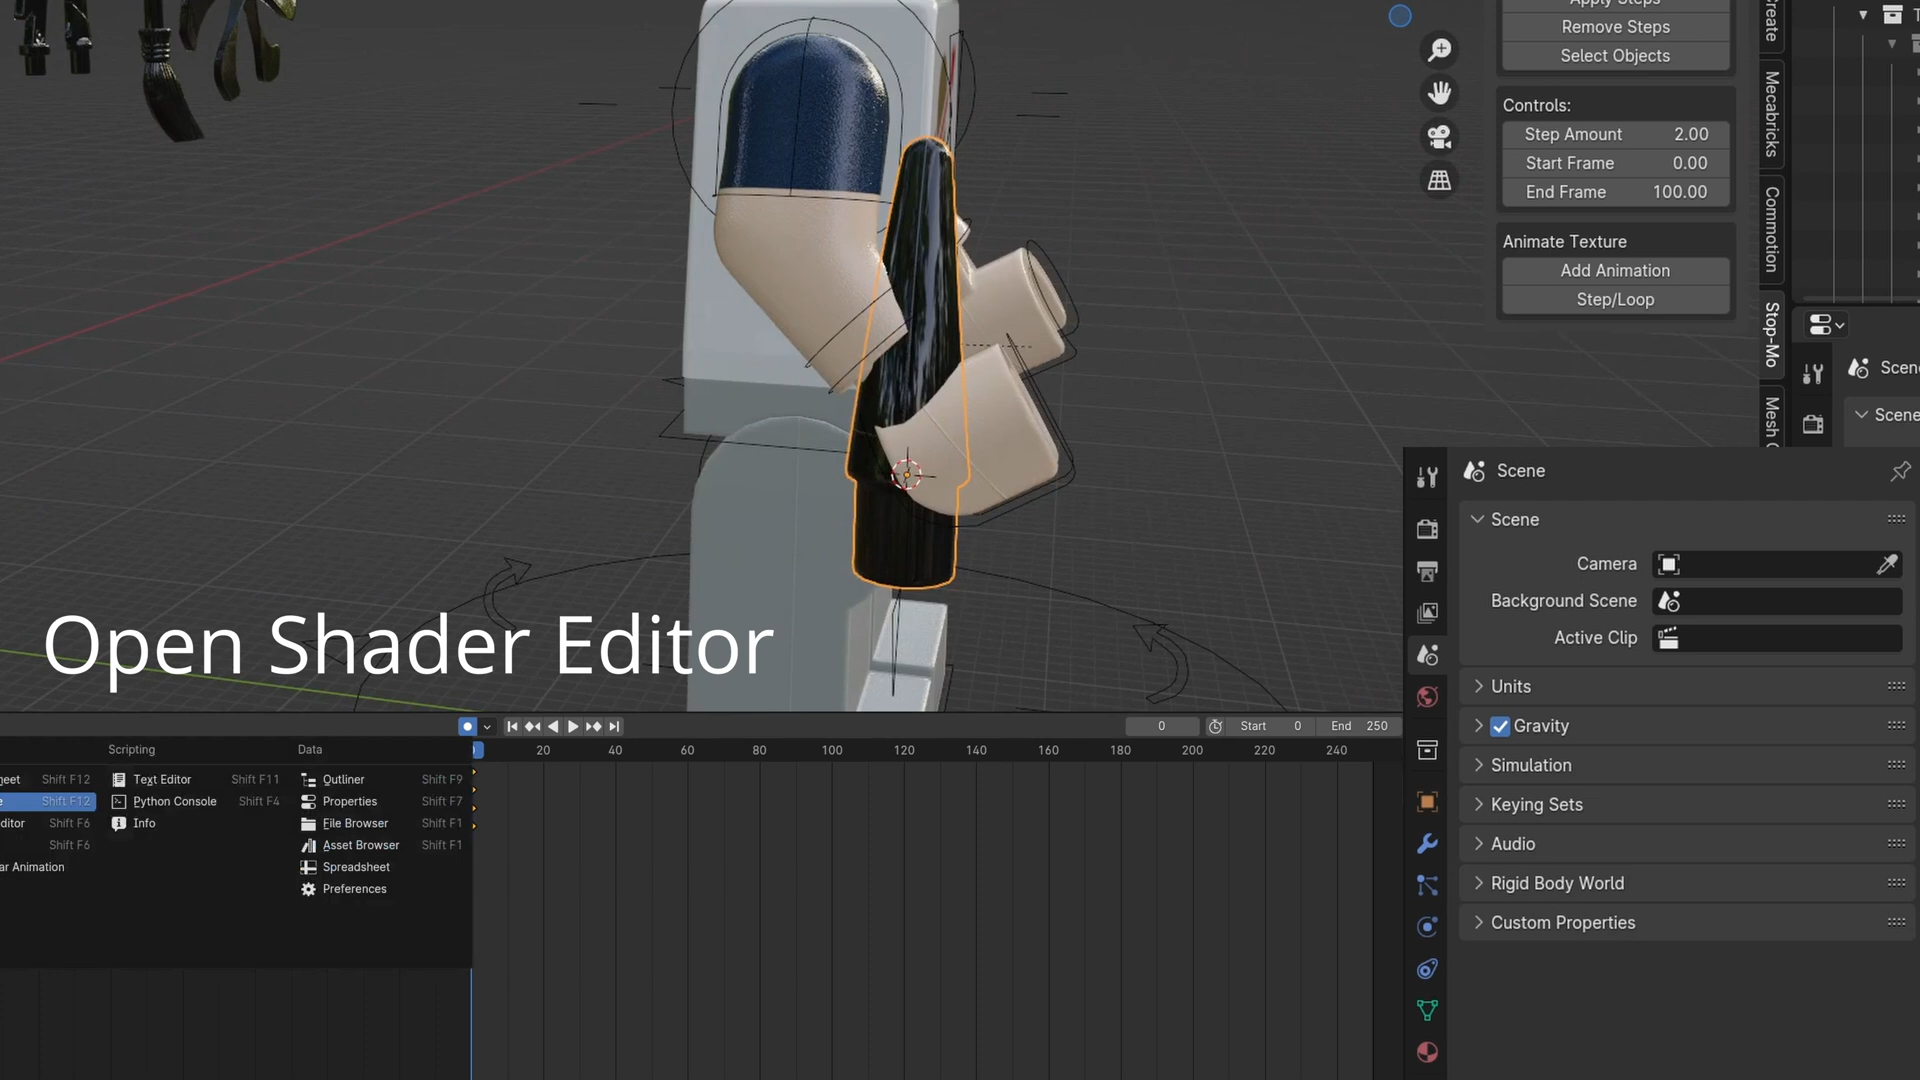 Apply Steps
Remove Steps
Select Objects
Controls:
Step Amount 2.00
Start Frame 0.00
End Frame 100.00
Animate Texture
Add Animation
Step/Loop
Create
Mecabricks
Commotion
Stop-Mo
Mesh
Scene
Scene
Scene
Scene
Camera
Background Scene
Active Clip
Units
Gravity
Simulation
Keying Sets
Audio
Rigid Body World
Custom Properties
Open Shader Editor
0 Start 0 End 250
20 40 60 80 100 120 140 160 180 200 220 240
Scripting Data
Shift F12 Text Editor Shift F11 Outliner Shift F9
Shift F12 Python Console Shift F4 Properties Shift F7
ditor Shift F6 Info File Browser Shift F1
Shift F6 Asset Browser Shift F1
ar Animation Spreadsheet
Preferences